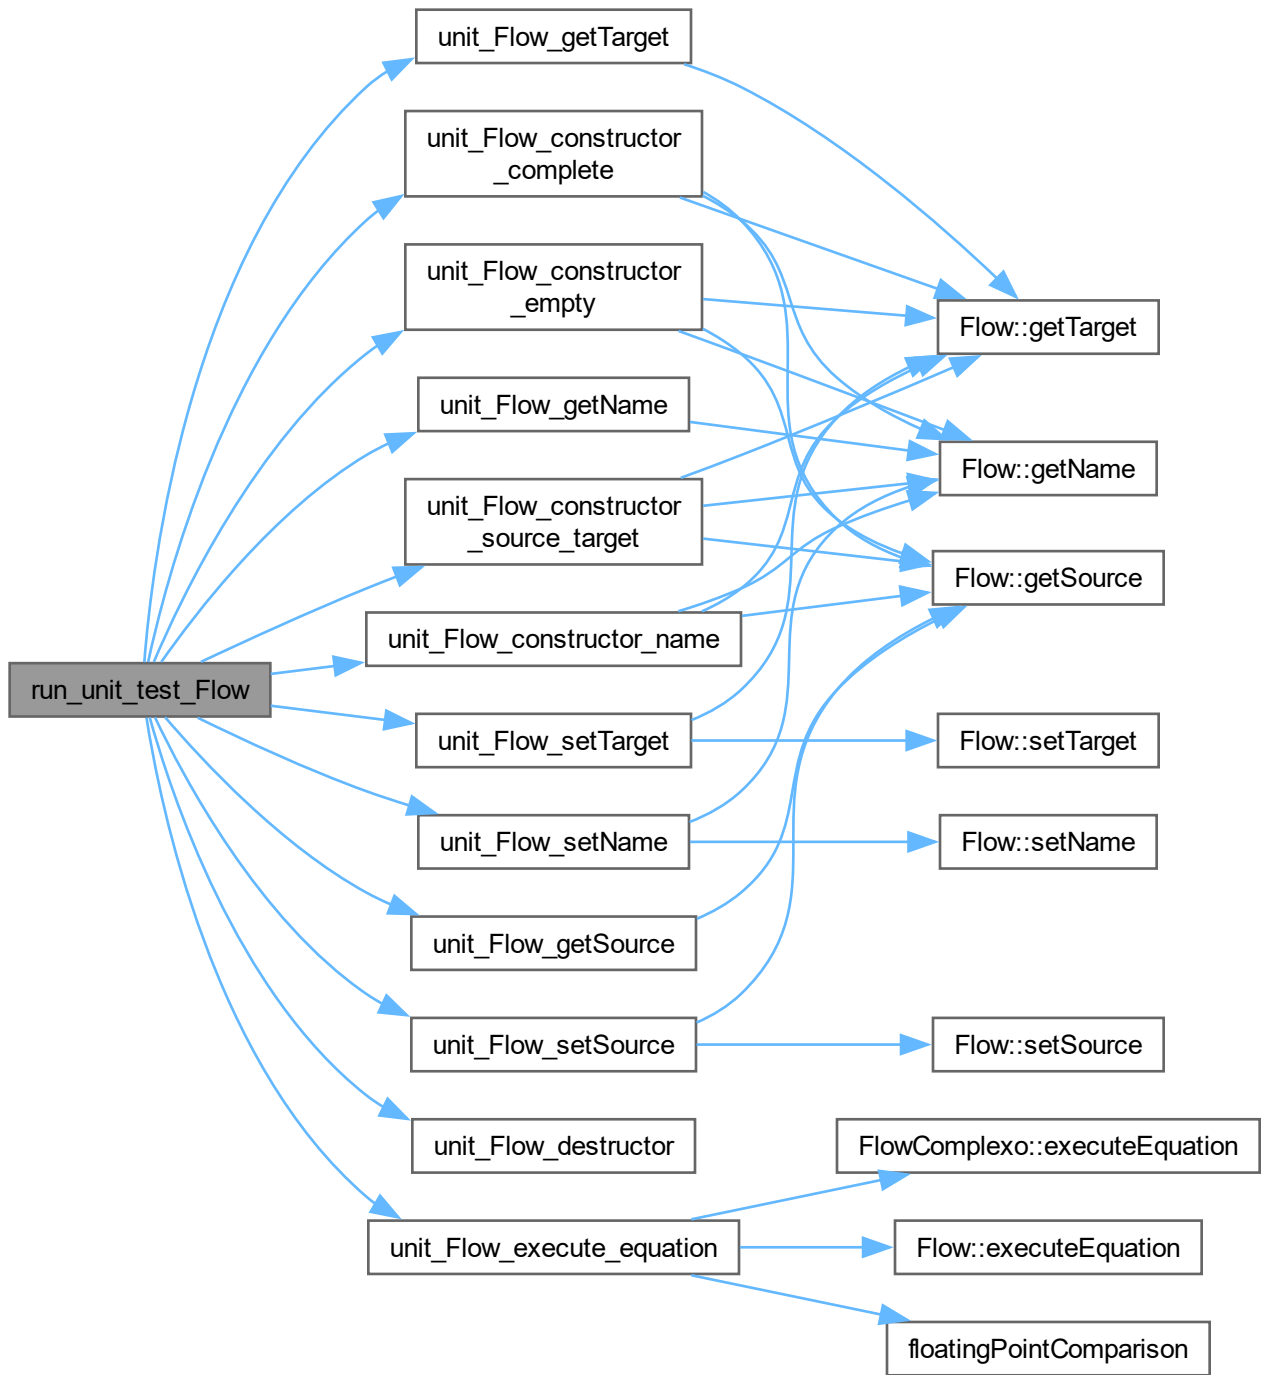 unit_Flow_getTarget
unit_Flow_constructor
_complete
unit_Flow_constructor
_empty
Flow::getTarget
unit_Flow_getName
Flow::getName
unit_Flow_constructor
_source_target
Flow::getSource
unit_Flow_constructor_name
run_unit_test_Flow
unit_Flow_setTarget
Flow::setTarget
unit_Flow_setName
Flow::setName
unit_Flow_getSource
unit_Flow_setSource
Flow::setSource
unit_Flow_destructor
FlowComplexo::executeEquation
unit_Flow_execute_equation
Flow::executeEquation
floatingPointComparison